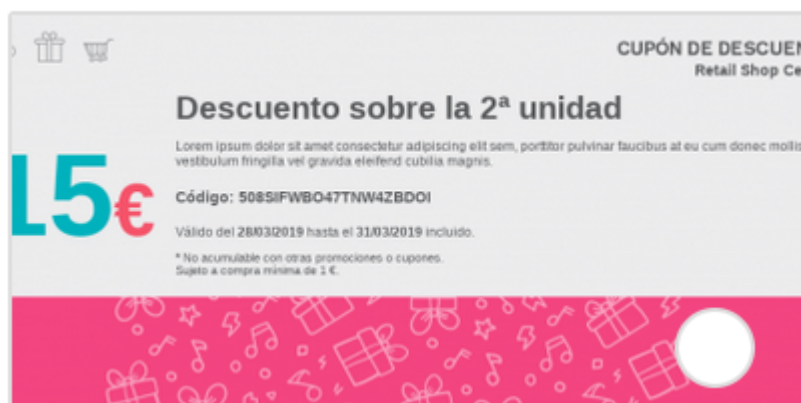 CUPÓN DE DESCUEN
Retail Shop Ce
Descuento sobre la 2ª unidad
Lorem ipsum dolor sit amet consectetur adipiscing elit sem, porttitor pulvinar faucibus at eu cum donec mollis
vestibulum fringilla vel gravida eleifend cubilia magnis.
15€
Código: 508SIFWBO47TNW4ZBDOI
Válido del 28/03/2019 hasta el 31/03/2019 incluido.
* No acumulable con otras promociones o cupones.
Sujeto a compra mínima de 1 €.